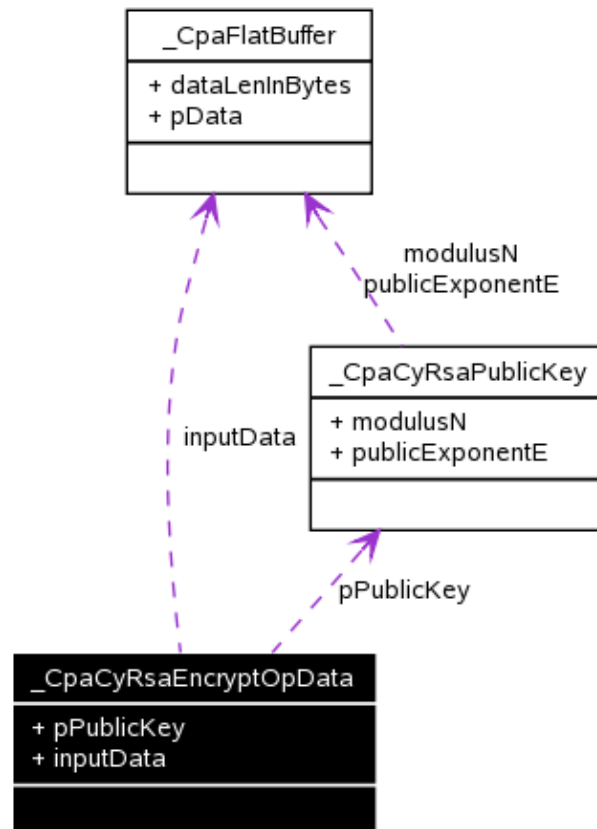 _CpaFlatBuffer
+ dataLenInBytes
+ pData
modulusN
publicExponentE
_CpaCyRsaPublicKey
+ modulusN
+ publicExponentE
inputData
pPublicKey
_CpaCyRsaEncryptOpData
+ pPublicKey
+ inputData